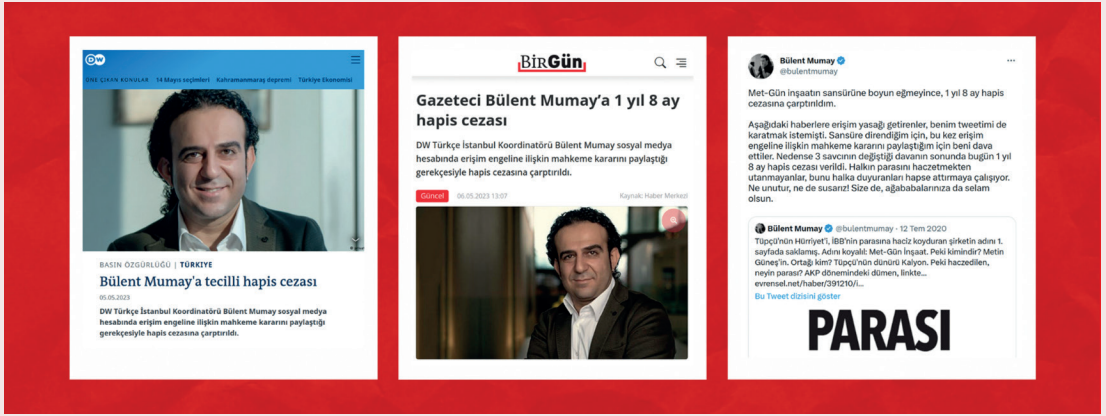 DW
ÖNE ÇIKAN KONULAR 14 Mayıs seçimleri Kahramanmaraş depremi Türkiye Ekonomisi
BASIN ÖZGÜRLÜĞÜ | TÜRKİYE
Bülent Mumay'a tecilli hapis cezası
05.05.2023
DW Türkçe İstanbul Koordinatörü Bülent Mumay sosyal medya
hesabında erişim engeline ilişkin mahkeme kararını paylaştığı
gerekçesiyle hapis cezasına çarptırıldı.
BirGün
Gazeteci Bülent Mumay’a 1 yıl 8 ay
hapis cezası
DW Türkçe İstanbul Koordinatörü Bülent Mumay sosyal medya
hesabında erişim engeline ilişkin mahkeme kararını paylaştığı
gerekçesiyle hapis cezasına çarptırıldı.
Güncel 06.05.2023 13:07 Kaynak: Haber Merkezi
Bülent Mumay
@bulentmumay
Met-Gün inşaatın sansürüne boyun eğmeyince, 1 yıl 8 ay hapis
cezasına çarptırıldım.
Aşağıdaki haberlere erişim yasağı getirenler, benim tweetimi de
karatmak istemişti. Sansüre direndiğim için, bu kez erişim
engeline ilişkin mahkeme kararını paylaştığım için beni dava
ettiler. Nedense 3 savcının değiştiği davanın sonunda bugün 1 yıl
8 ay hapis cezası verildi. Halkın parasını haczetmekten
utanmayanlar, bunu halka duyuranları hapse attırmaya çalışıyor.
Ne unutur, ne de susarız! Size de, ağababalarınıza da selam
olsun.
Bülent Mumay @bulentmumay · 12 Tem 2020
Tüpçü'nün Hürriyet'i, İBB'nin parasına haciz koyduran şirketin adını 1.
sayfada saklamış. Adını koyalıl: Met-Gün İnşaat. Peki kimindir? Metin
Güneş'in. Ortağı kim? Tüpçü'nün dünürü Kalyon. Peki haczedilen,
neyin parası? AKP dönemindeki dümen, linkte...
evrensel.net/haber/391210/i...
Bu Tweet dizisini göster
PARASI